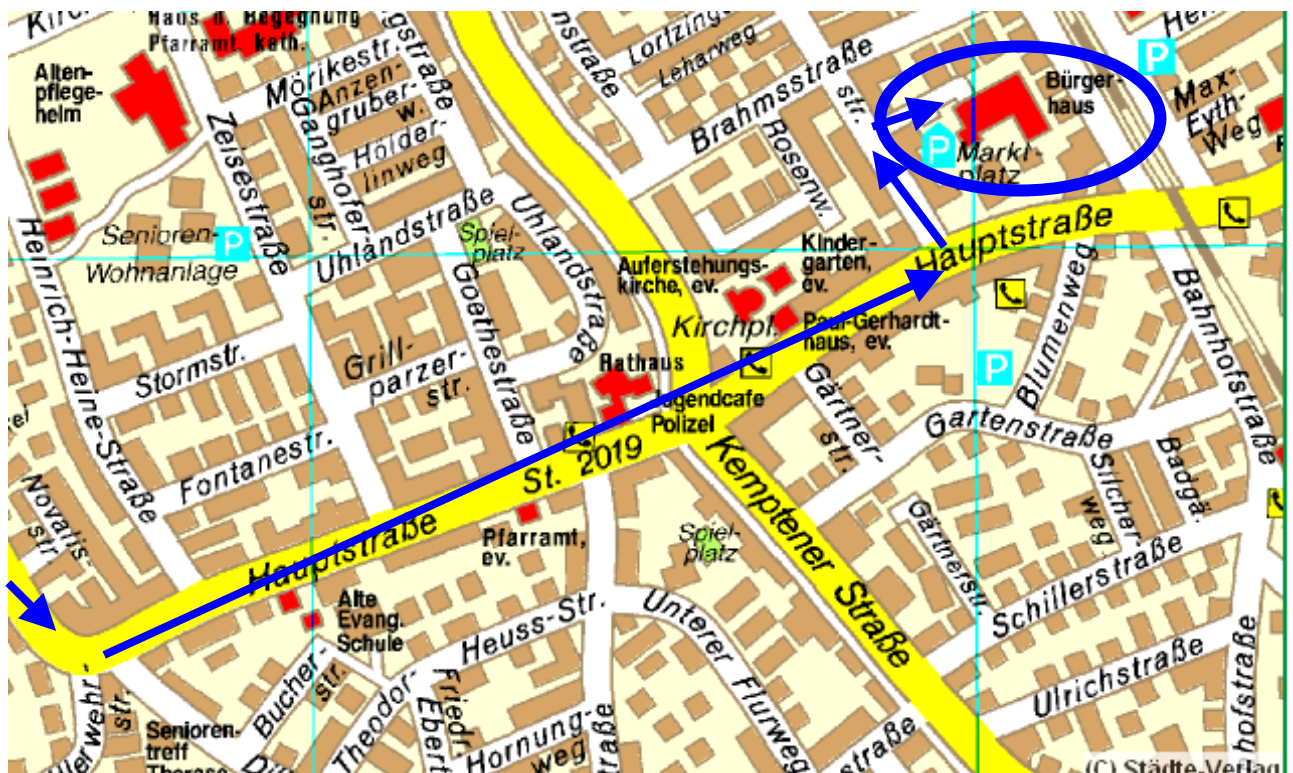 Haus d. Begegnung
Pfarramt. kath.
Alten-
pflege-
heim
Mörikestr.
Anzen-
gruber-
w.
Hölder-
linweg
Ganghofer-
str.
Zeisestraße
Uhlandstraße
Senioren-
Wohnanlage
P
Heinrich-Heine-Straße
Stormstr.
Fontanestr.
Grill-
parzer-
str.
Goethestraße
Spiel-
platz
Uhlandstraße
Novalis-
str.
Lortzing
Leharweg
Brahmsstraße
str.
Rosenw.
Bürger-
haus
P
Markt-
platz
P
Max-
Eyth-
Weg
Hauptstraße
Kinder-
garten,
ev.
Auferstehungs-
kirche, ev.
Kirchpl.
Paul-Gerhardt-
haus, ev.
Rathaus
Jugendcafe
Polizei
St. 2019
Hauptstraße
Pfarramt,
ev.
Alte
Evang.
Schule
Kemptener Straße
Spiel-
platz
Gärtner-
str.
P
Blumenweg
Bahnhofstraße
Gartenstraße
Silcher-
weg
Badgä.
Gärtnerstr.
Schillerstraße
Ulrichstraße
hofstraße
Heuss-Str.
Theodor-
Unterer Flurweg
Bucher-
str.
Friedr.
Ebert
Hornung-
weg
straße
straße
str.
Senioren-
treff
Therese
(C) Städte-Verlag